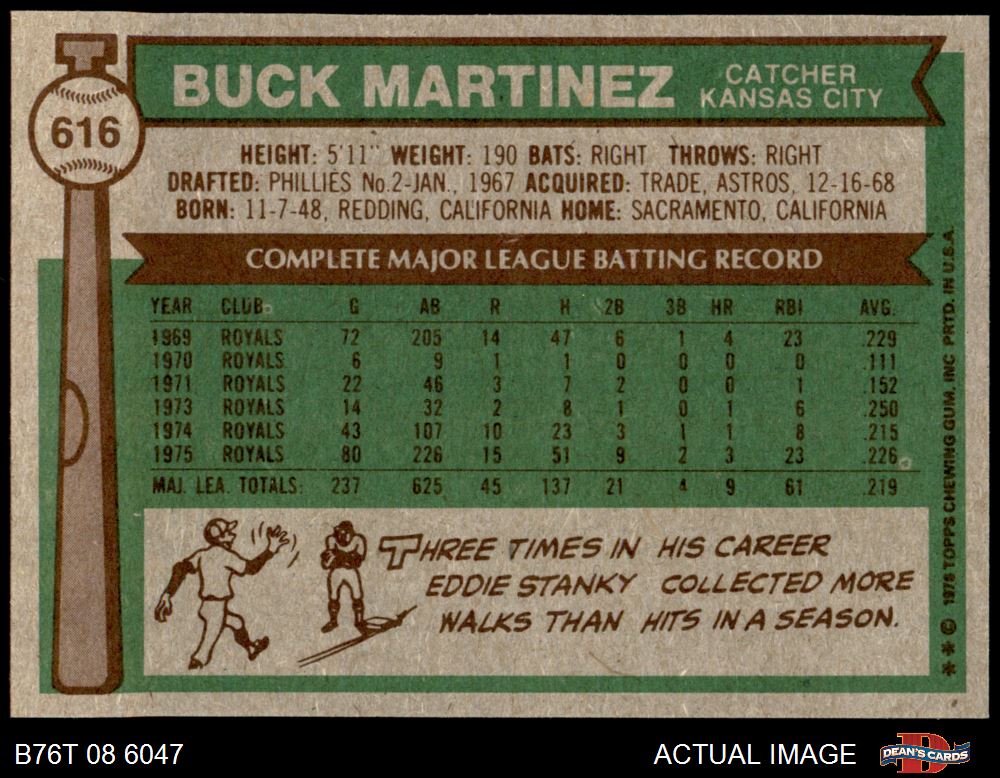 616
BUCK MARTINEZ
CATCHER
KANSAS CITY
HEIGHT: 5'11" WEIGHT: 190 BATS: RIGHT THROWS: RIGHT
DRAFTED: PHILLIES No.2-JAN., 1967 ACQUIRED: TRADE, ASTROS, 12-16-68
BORN: 11-7-48, REDDING, CALIFORNIA HOME: SACRAMENTO, CALIFORNIA
COMPLETE MAJOR LEAGUE BATTING RECORD
YEAR CLUB G AB R H 2B 3B HR RBI AVG.
1969 ROYALS 72 205 14 47 6 1 4 23 .229
1970 ROYALS 6 9 1 1 0 0 0 0 .111
1971 ROYALS 22 46 3 7 2 0 0 1 .152
1973 ROYALS 14 32 2 8 1 0 1 6 .250
1974 ROYALS 43 107 10 23 3 1 1 8 .215
1975 ROYALS 80 226 15 51 9 2 3 23 .226
MAJ. LEA. TOTALS: 237 625 45 137 21 4 9 61 .219
THREE TIMES IN HIS CAREER
EDDIE STANKY COLLECTED MORE
WALKS THAN HITS IN A SEASON.
** © 1976 TOPPS CHEWING GUM, INC PRTD. IN U.S.A.
B76T 08 6047
ACTUAL IMAGE
D
DEAN'S CARDS